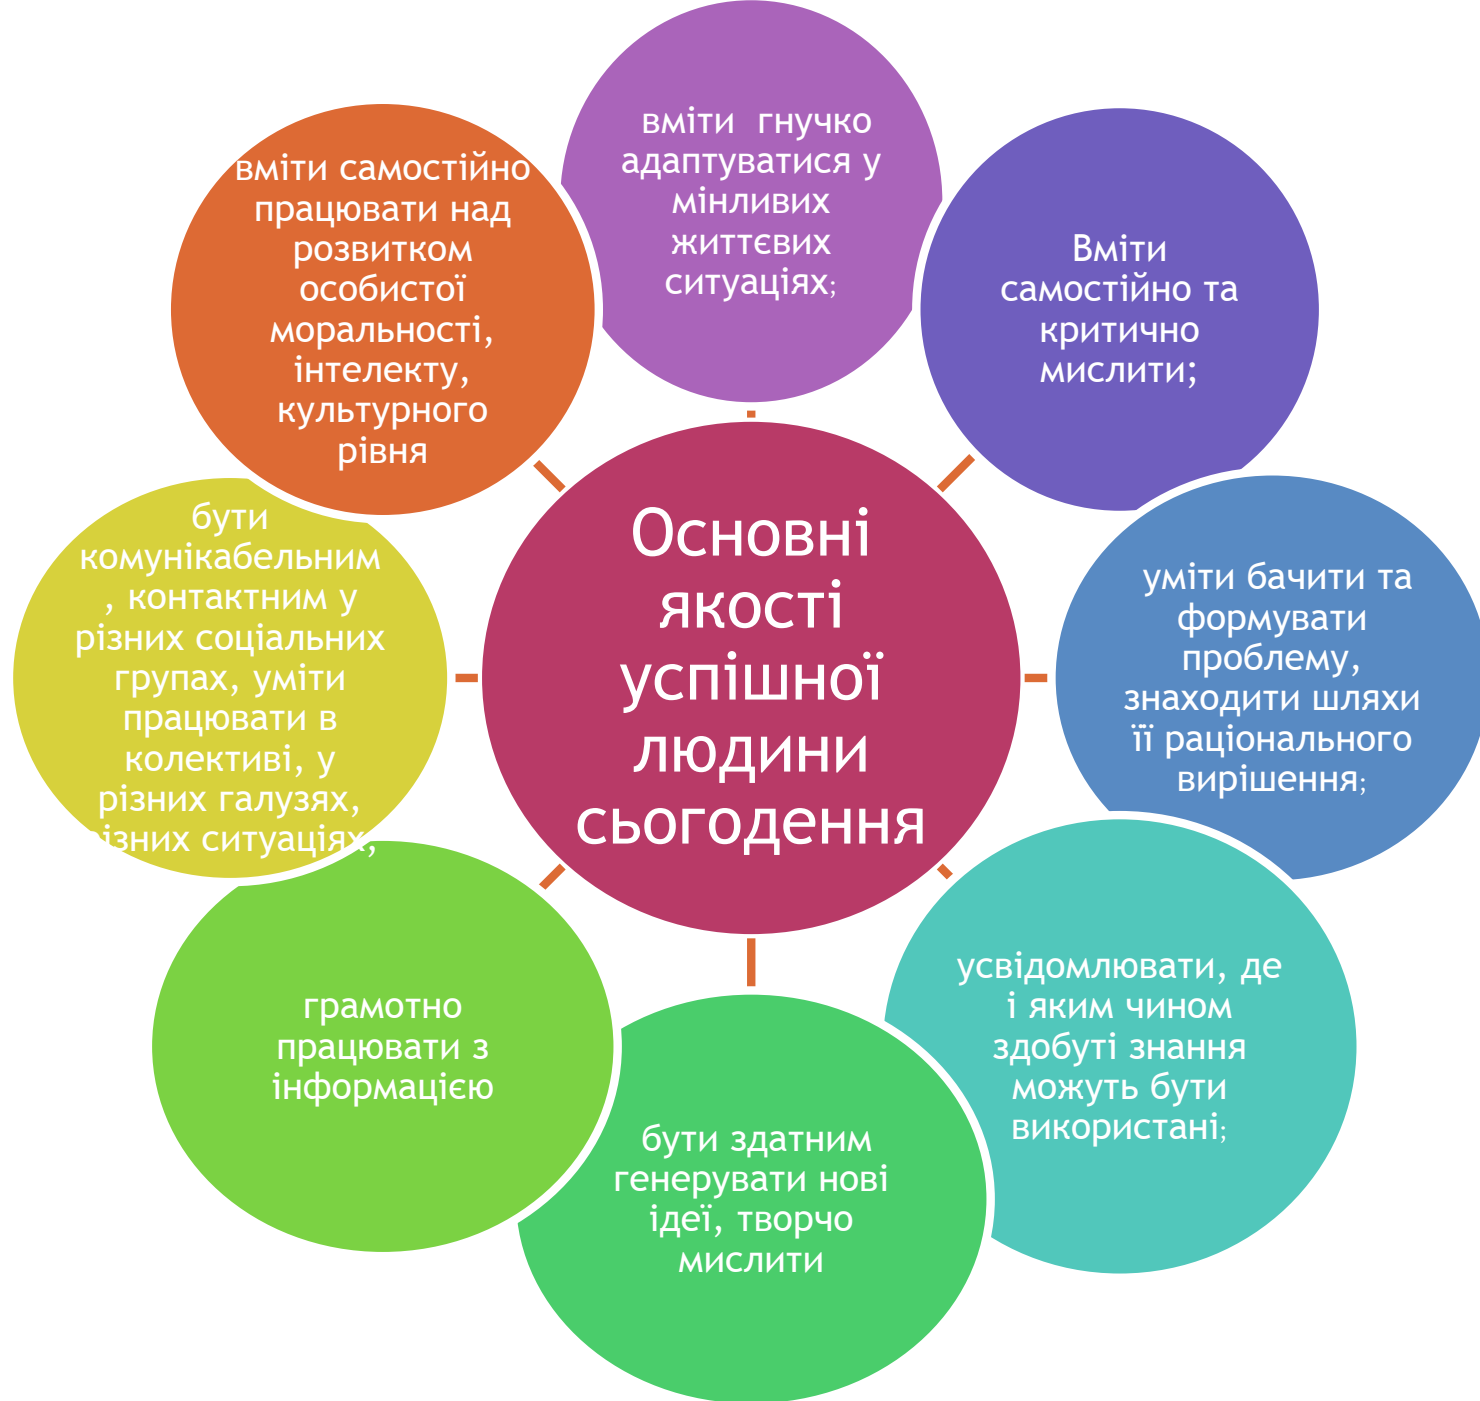 вміти гнучко
адаптуватися у
мінливих
життєвих
ситуаціях;
Вміти
самостійно та
критично
мислити;
уміти бачити та
формувати
проблему,
знаходити шляхи
її раціонального
вирішення;
усвідомлювати, де
і яким чином
здобуті знання
можуть бути
використані;
бути здатним
генерувати нові
ідеї, творчо
мислити
грамотно
працювати з
інформацією
бути
комунікабельним
, контактним у
різних соціальних
групах, уміти
працювати в
колективі, у
різних галузях,
різних ситуаціях;
вміти самостійно
працювати над
розвитком
особистої
моральності,
інтелекту,
культурного
рівня
Основні
якості
успішної
людини
сьогодення